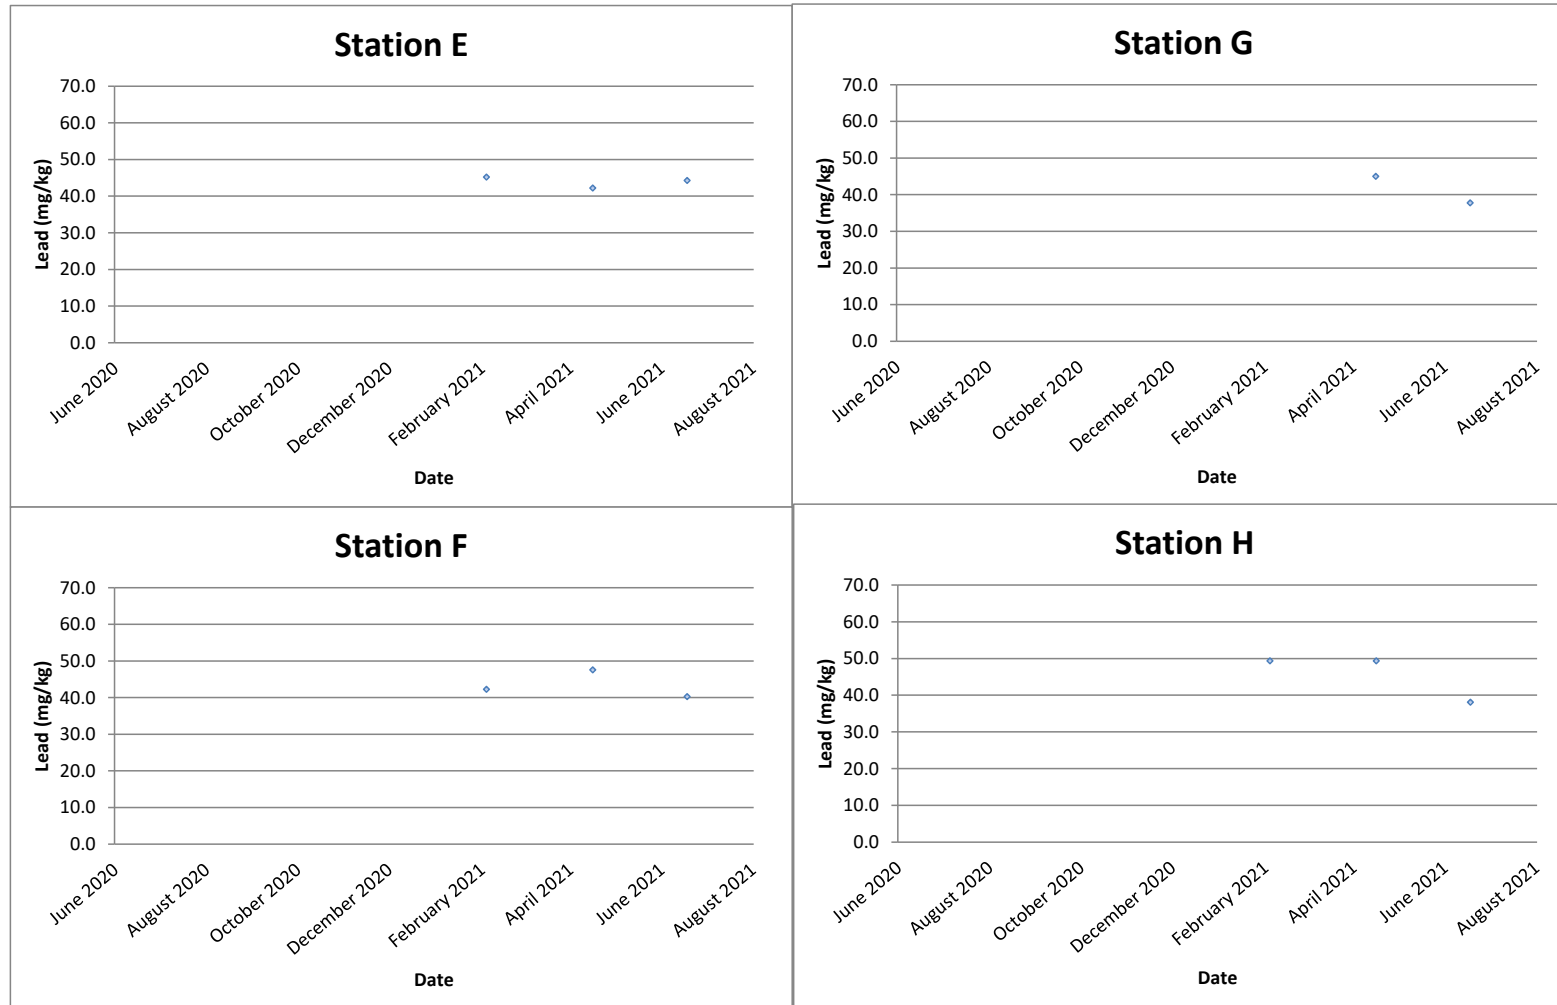 Station E
70.0
60.0
50.0
40.0
30.0
20.0
10.0
0.0
Lead (mg/kg)
June 2020
August 2020
October 2020
December 2020
February 2021
April 2021
June 2021
August 2021
Date
Station G
70.0
60.0
50.0
40.0
30.0
20.0
10.0
0.0
Lead (mg/kg)
June 2020
August 2020
October 2020
December 2020
February 2021
April 2021
June 2021
August 2021
Date
Station F
70.0
60.0
50.0
40.0
30.0
20.0
10.0
0.0
Lead (mg/kg)
June 2020
August 2020
October 2020
December 2020
February 2021
April 2021
June 2021
August 2021
Date
Station H
70.0
60.0
50.0
40.0
30.0
20.0
10.0
0.0
Lead (mg/kg)
June 2020
August 2020
October 2020
December 2020
February 2021
April 2021
June 2021
August 2021
Date